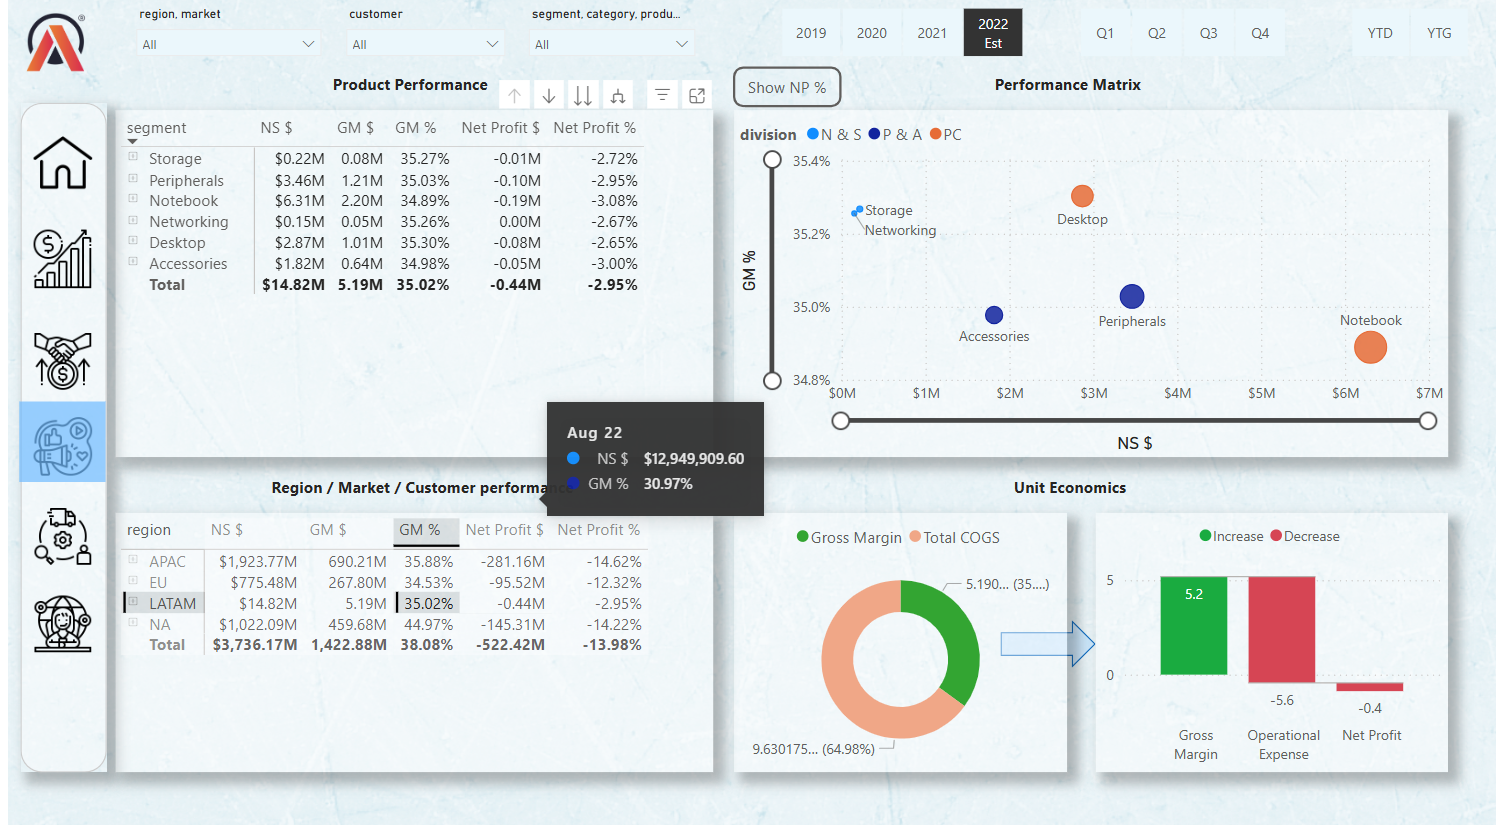 region, market
customer
segment, category, produ...
All
All
All
2019 2020 2021 2022 Est
Q1 Q2 Q3 Q4
YTD YTG
Product Performance
segment NS $ GM $ GM % Net Profit $ Net Profit %
Storage $0.22M 0.08M 35.27% -0.01M -2.72%
Peripherals $3.46M 1.21M 35.03% -0.10M -2.95%
Notebook $6.31M 2.20M 34.89% -0.19M -3.08%
Networking $0.15M 0.05M 35.26% 0.00M -2.67%
Desktop $2.87M 1.01M 35.30% -0.08M -2.65%
Accessories $1.82M 0.64M 34.98% -0.05M -3.00%
Total $14.82M 5.19M 35.02% -0.44M -2.95%
Show NP %
Performance Matrix
division N & S P & A PC
35.4%
35.2%
35.0%
34.8%
GM %
Storage
Networking
Desktop
Accessories
Peripherals
Notebook
$0M $1M $2M $3M $4M $5M $6M $7M
NS $
Aug 22
NS $ $12,949,909.60
GM % 30.97%
Region / Market / Customer performance
region NS $ GM $ GM % Net Profit $ Net Profit %
APAC $1,923.77M 690.21M 35.88% -281.16M -14.62%
EU $775.48M 267.80M 34.53% -95.52M -12.32%
LATAM $14.82M 5.19M 35.02% -0.44M -2.95%
NA $1,022.09M 459.68M 44.97% -145.31M -14.22%
Total $3,736.17M 1,422.88M 38.08% -522.42M -13.98%
Unit Economics
Gross Margin Total COGS
5.190... (35....)
9.630175... (64.98%)
Increase Decrease
5
0
5.2
-5.6
-0.4
Gross Margin
Operational Expense
Net Profit